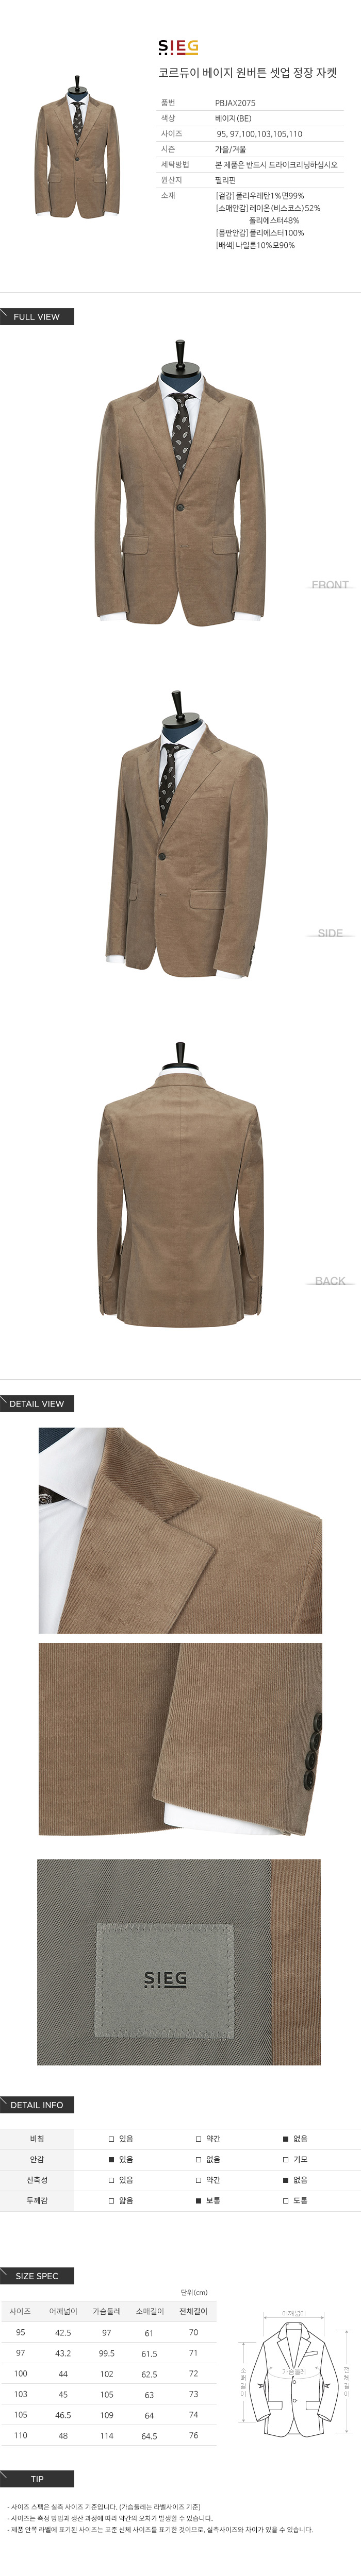 SIEG
코르듀이 베이지 원버튼 셋업 정장 자켓
품번 PBJAX2075
색상 베이지(BE)
사이즈 95, 97,100,103,105,110
시즌 가을/겨울
세탁방법 본 제품은 반드시 드라이크리닝하십시오
원산지 필리핀
소재 [겉감]폴리우레탄1%면99%
[소매안감]레이온(비스코스)52%
폴리에스터48%
[몸판안감]폴리에스터100%
[배색]나일론10%모90%
FULL VIEW
FRONT
SIDE
BACK
DETAIL VIEW
SIEG
DETAIL INFO
비침 □ 있음 □ 약간 ■ 없음
안감 ■ 있음 □ 없음 □ 기모
신축성 □ 있음 □ 약간 ■ 없음
두께감 □ 얇음 ■ 보통 □ 도톰
SIZE SPEC
단위(cm)
사이즈 어깨넓이 가슴둘레 소매길이 전체길이
95 42.5 97 61 70
97 43.2 99.5 61.5 71
100 44 102 62.5 72
103 45 105 63 73
105 46.5 109 64 74
110 48 114 64.5 76
어깨넓이
가슴둘레
소매길이
전체길이
TIP
- 사이즈 스펙은 실측 사이즈 기준입니다. (가슴둘레는 라벨사이즈 기준)
- 사이즈는 측정 방법과 생산 과정에 따라 약간의 오차가 발생할 수 있습니다.
- 제품 안쪽 라벨에 표기된 사이즈는 표준 신체 사이즈를 표기한 것이므로, 실측사이즈와 차이가 있을 수 있습니다.